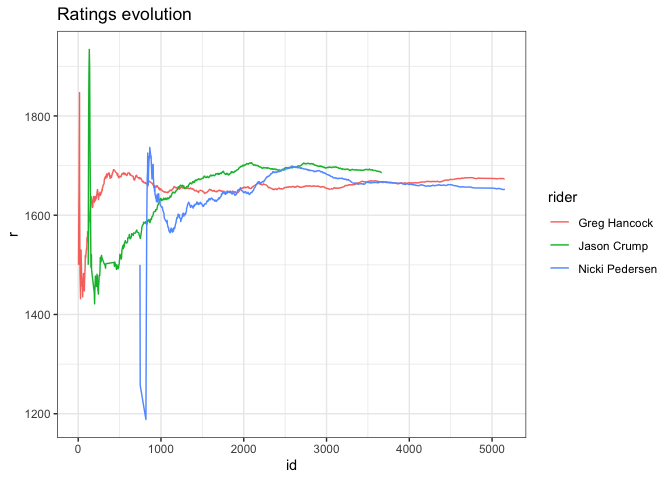 Ratings evolution
1800
1600
1400
1200
r
0 1000 2000 3000 4000 5000
id
rider
Greg Hancock
Jason Crump
Nicki Pedersen